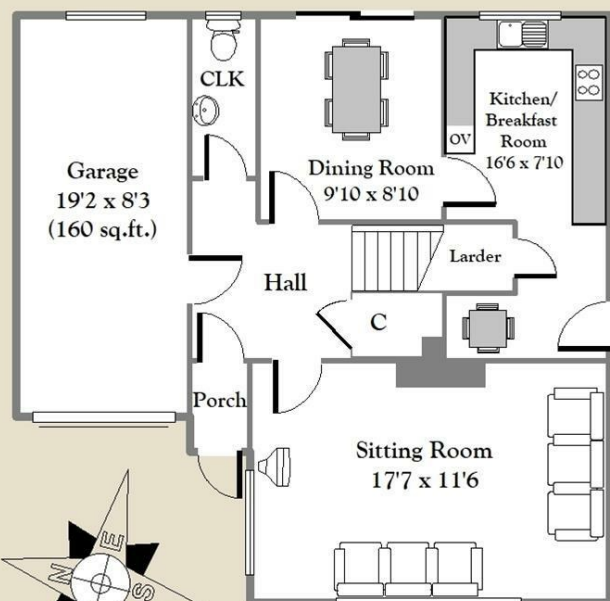 CLK
Kitchen/
Breakfast
Room
16'6 x 7'10
OV
Garage
19'2 x 8'3
(160 sq.ft.)
Dining Room
9'10 x 8'10
Larder
Hall
C
Porch
Sitting Room
17'7 x 11'6
N
E
S